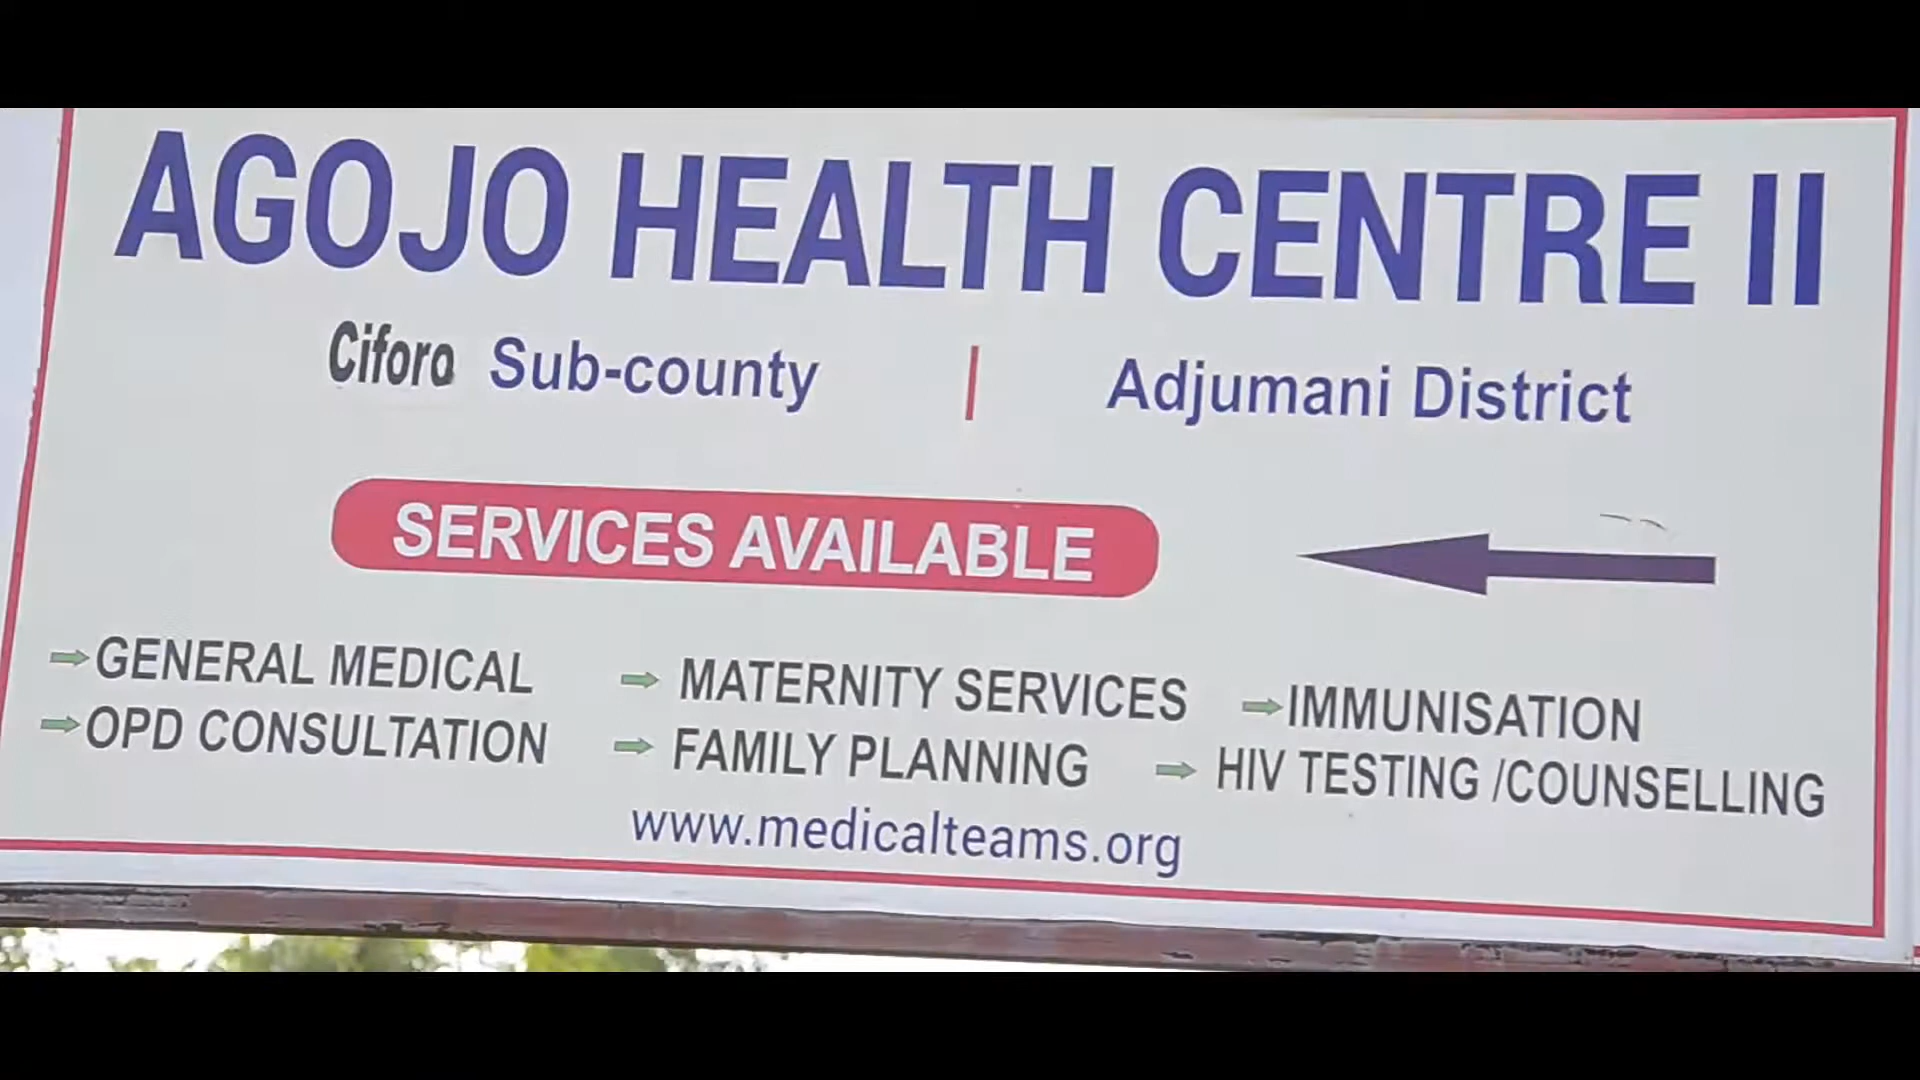 AGOJO HEALTH CENTRE II
Ciforo Sub-county | Adjumani District
SERVICES AVAILABLE
GENERAL MEDICAL MATERNITY SERVICES IMMUNISATION
OPD CONSULTATION FAMILY PLANNING HIV TESTING /COUNSELLING
www.medicalteams.org